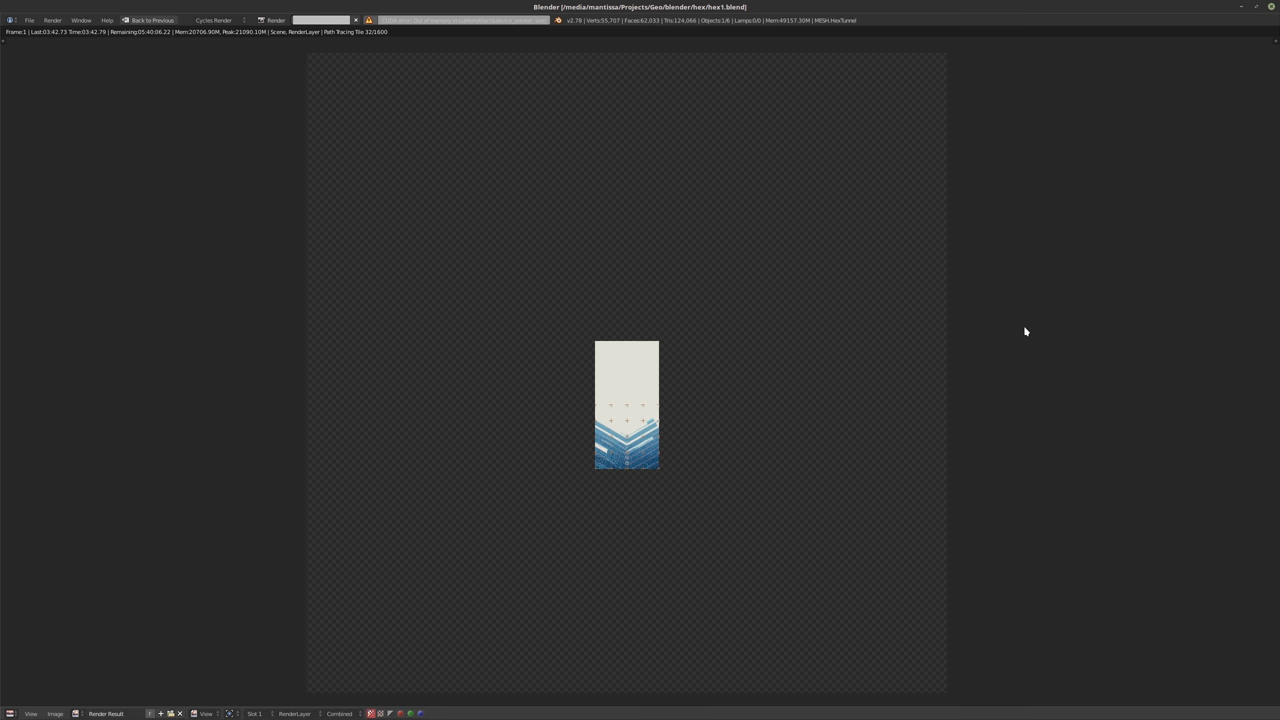 Blender [/media/mantissa/Projects/Geo/blender/hex/hex1.blend]
File Render Window Help Back to Previous Cycles Render Render v2.78 | Verts:55,707 | Faces:62,033 | Tris:124,066 | Objects:1/6 | Lamps:0/0 | Mem:49157.30M | MESH.HexTunnel
Frame:1 | Last:03:42.73 Time:03:42.79 | Remaining:05:40:06.22 | Mem:20706.90M, Peak:21090.10M | Scene, RenderLayer | Path Tracing Tile 32/1600
View Image Render Result F View Slot 1 RenderLayer Combined